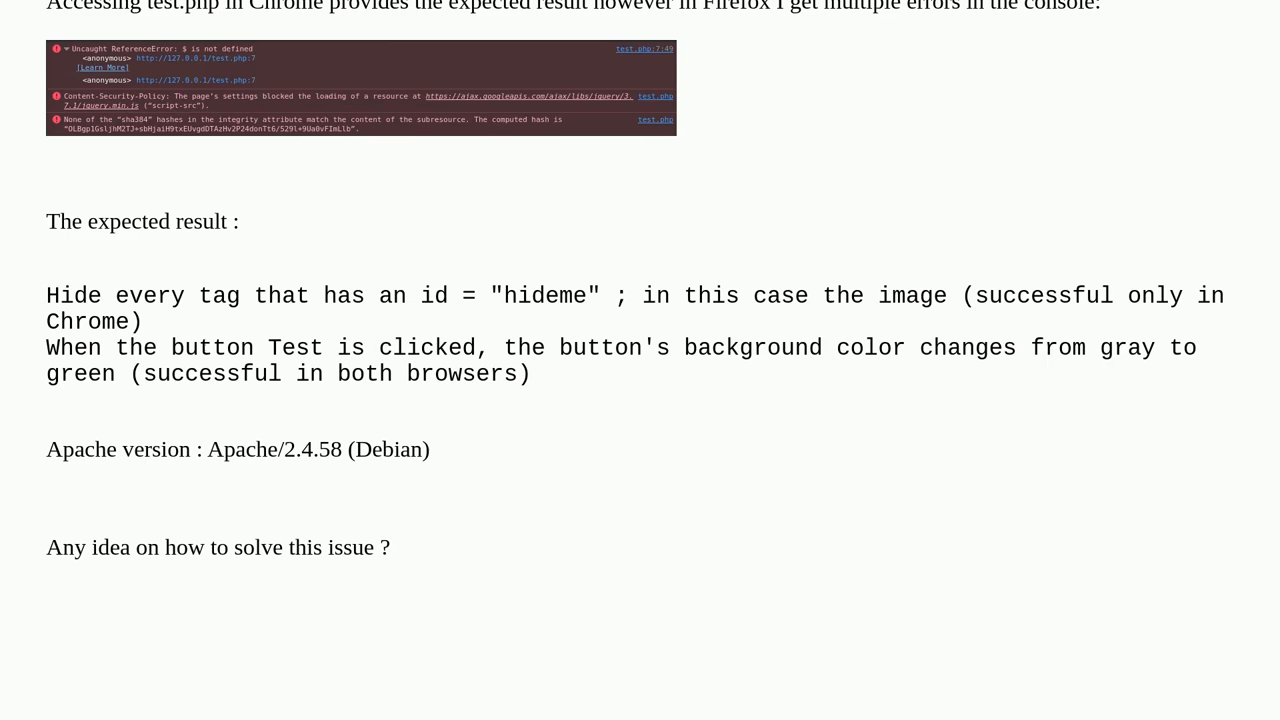 Accessing test.php in Chrome provides the expected result however in Firefox I get multiple errors in the console:
Uncaught ReferenceError: $ is not defined test.php:7:49
<anonymous> http://127.0.0.1/test.php:7
[Learn More]
<anonymous> http://127.0.0.1/test.php:7
Content-Security-Policy: The page's settings blocked the loading of a resource at https://ajax.googleapis.com/ajax/libs/jquery/3. test.php
7.1/jquery.min.js (“script-src”).
None of the “sha384” hashes in the integrity attribute match the content of the subresource. The computed hash is test.php
“OLBgp1GsljhM2TJ+sbHjaiH9txEUvgdDTAzHv2P24donTt6/529l+9Ua0vFImLlb”.
The expected result :
Hide every tag that has an id = "hideme" ; in this case the image (successful only in
Chrome)
When the button Test is clicked, the button's background color changes from gray to
green (successful in both browsers)
Apache version : Apache/2.4.58 (Debian)
Any idea on how to solve this issue ?